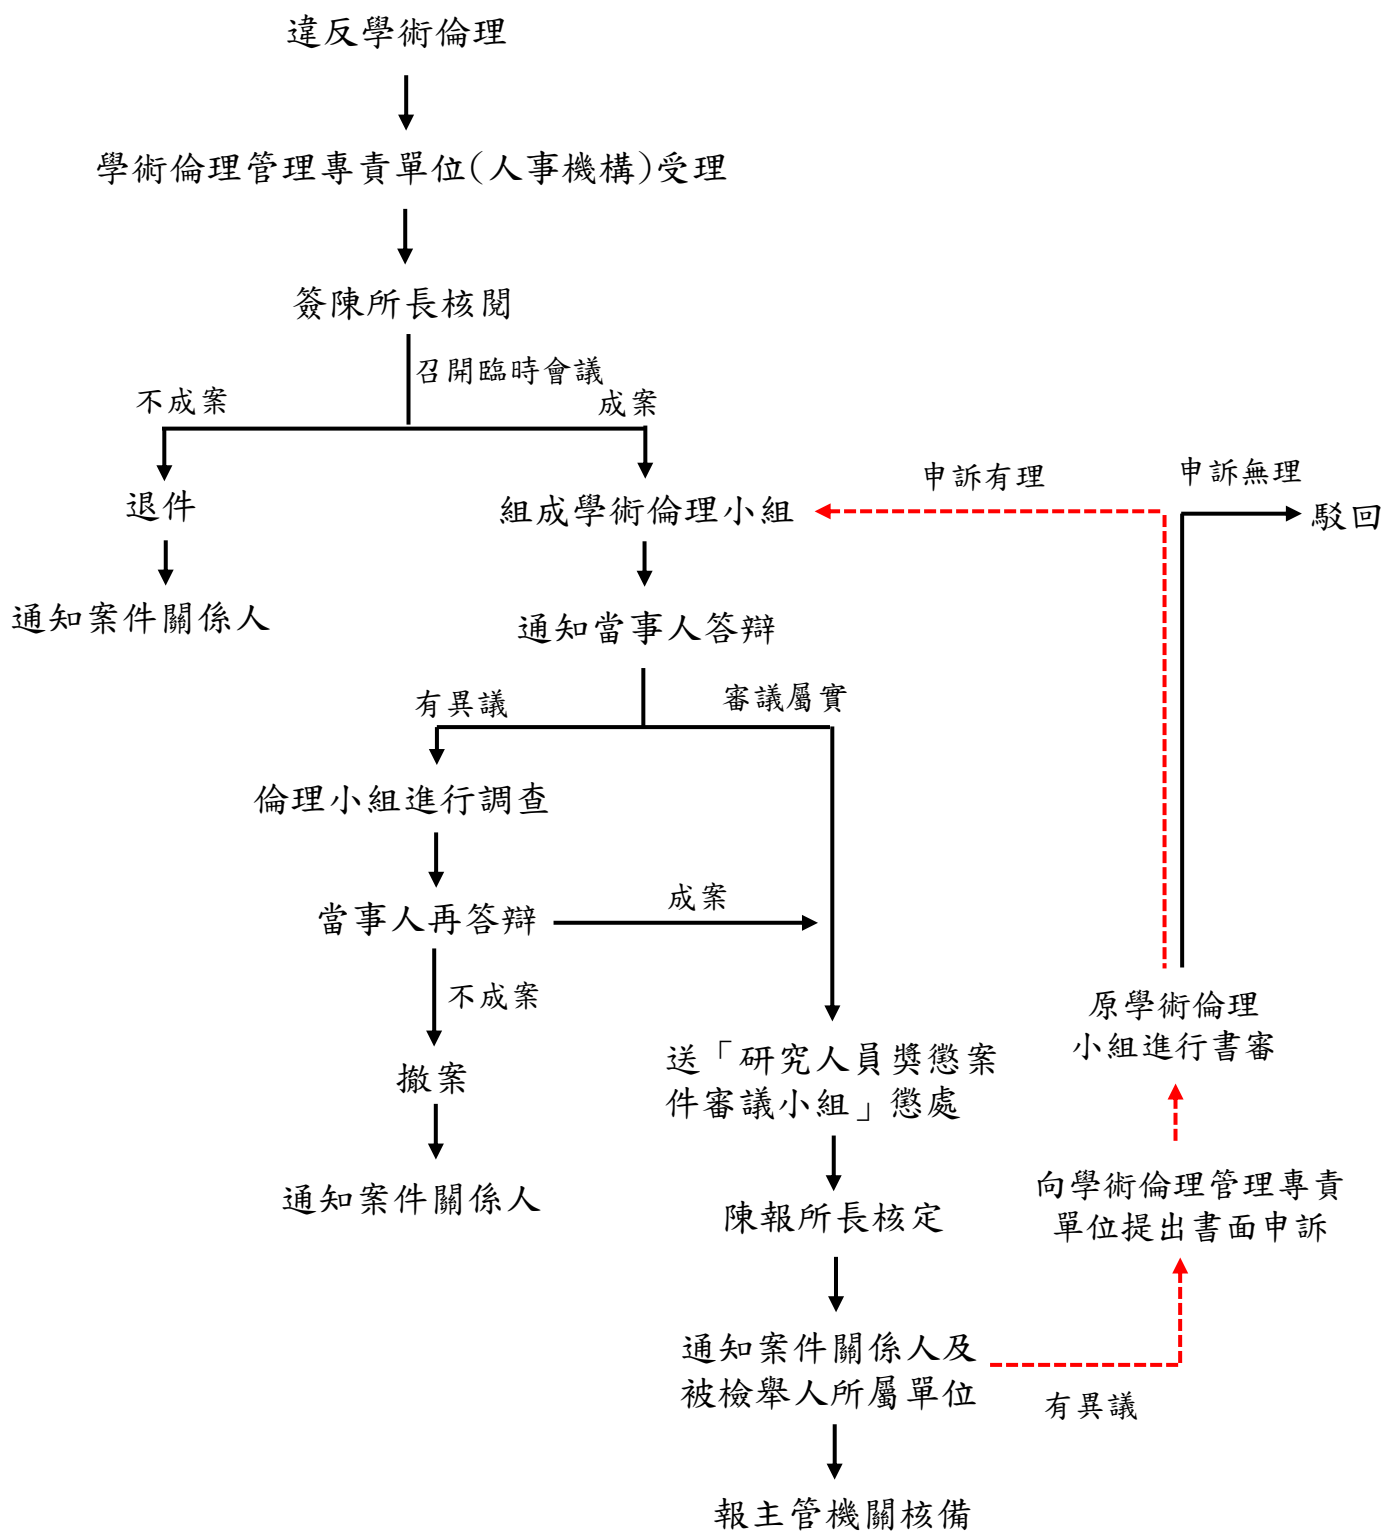 違反學術倫理
學術倫理管理專責單位(人事機構)受理
簽陳所長核閱
召開臨時會議
不成案
成案
申訴有理
申訴無理
退件
組成學術倫理小組
駁回
通知案件關係人
通知當事人答辯
有異議
審議屬實
倫理小組進行調查
當事人再答辯
成案
不成案
撤案
通知案件關係人
送「研究人員獎懲案
件審議小組」懲處
原學術倫理
小組進行書審
陳報所長核定
向學術倫理管理專責
單位提出書面申訴
通知案件關係人及
被檢舉人所屬單位
有異議
報主管機關核備